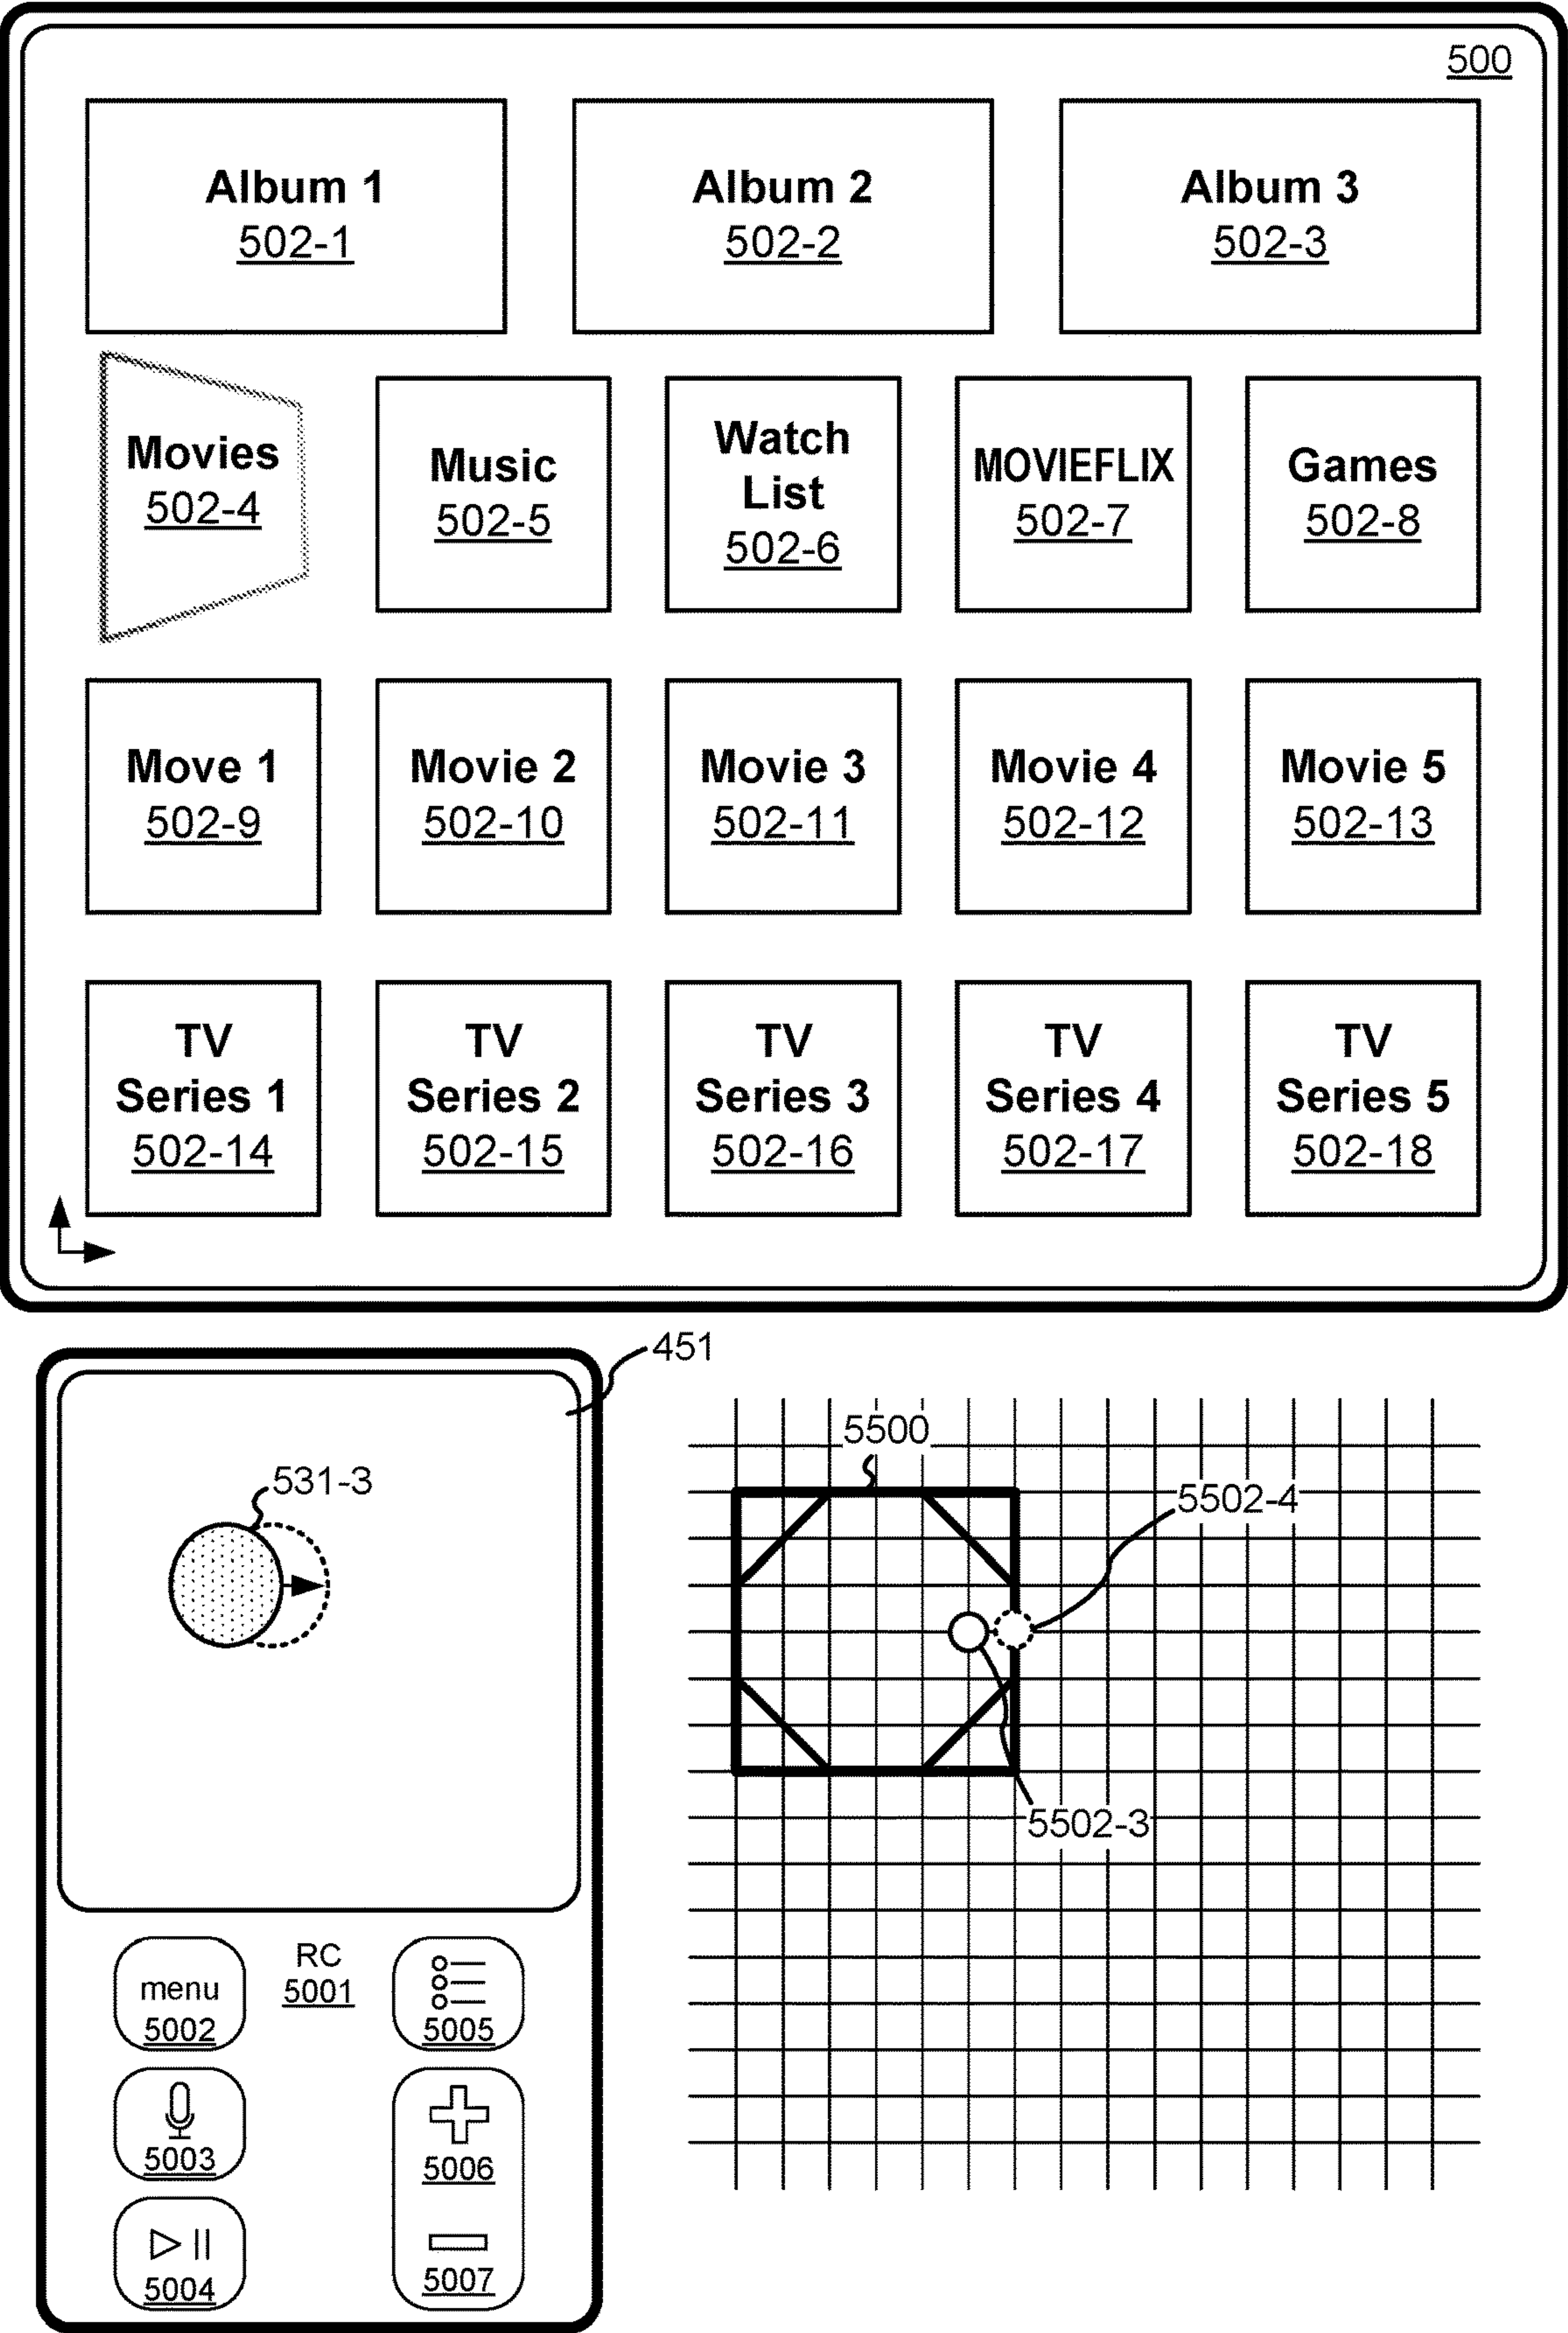 500
Album 1
502-1
Album 2
502-2
Album 3
502-3
Movies
502-4
Music
502-5
Watch
List
502-6
MOVIEFLIX
502-7
Games
502-8
Move 1
502-9
Movie 2
502-10
Movie 3
502-11
Movie 4
502-12
Movie 5
502-13
TV
Series 1
502-14
TV
Series 2
502-15
TV
Series 3
502-16
TV
Series 4
502-17
TV
Series 5
502-18
451
531-3
5500
5502-4
5502-3
menu
5002
RC
5001
5005
5003
5006
5004
5007